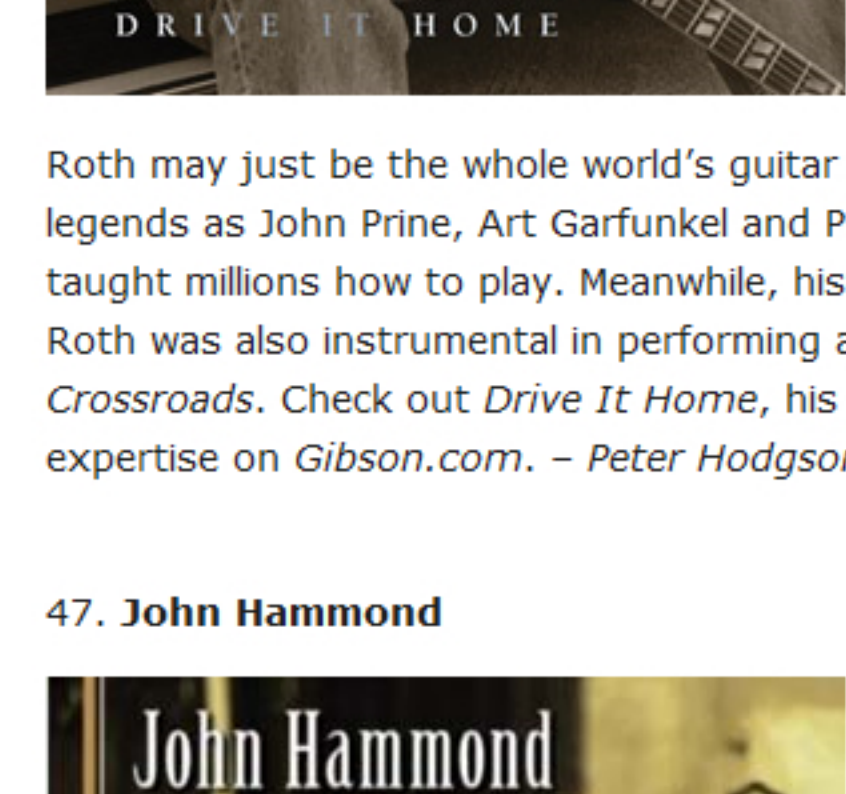 DRIVE IT HOME
Roth may just be the whole world’s guitar
legends as John Prine, Art Garfunkel and P
taught millions how to play. Meanwhile, his
Roth was also instrumental in performing a
Crossroads. Check out Drive It Home, his
expertise on Gibson.com. – Peter Hodgson
47. John Hammond
John Hammond